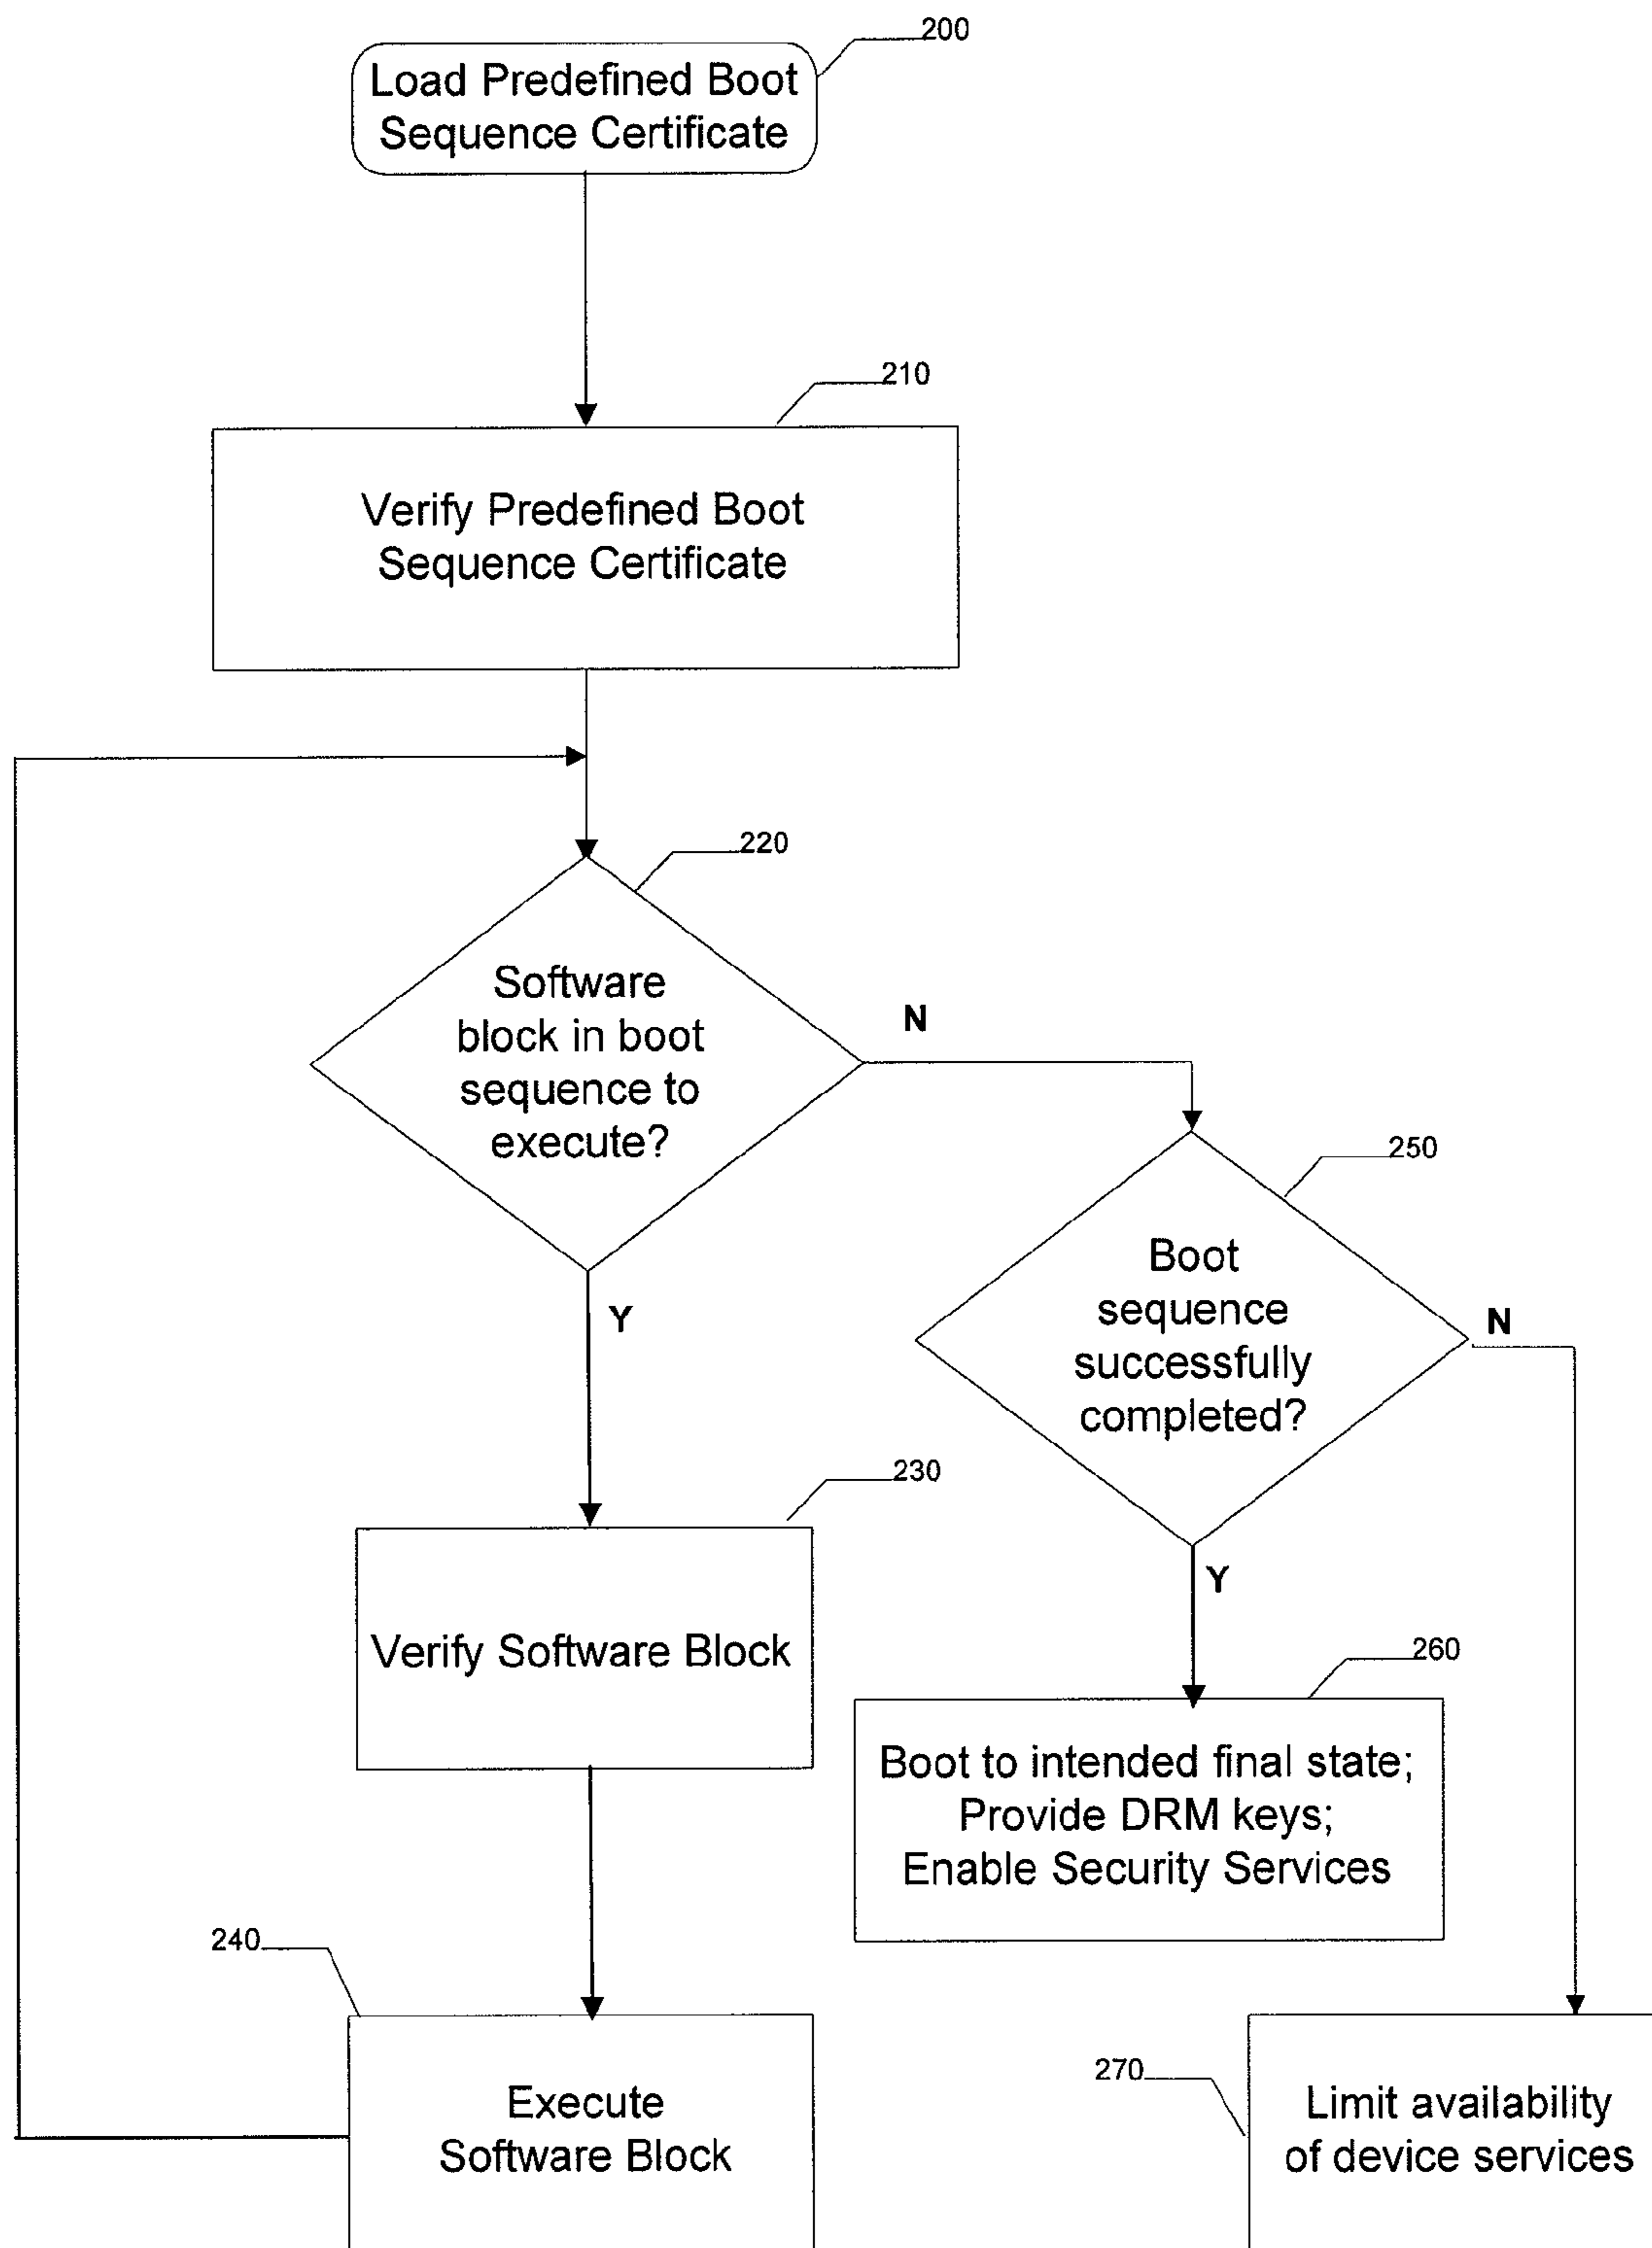 200
Load Predefined Boot
Sequence Certificate
210
Verify Predefined Boot
Sequence Certificate
220
Software
block in boot
sequence to
execute?
N
Y
250
Boot
sequence
successfully
completed?
N
Y
230
Verify Software Block
260
Boot to intended final state;
Provide DRM keys;
Enable Security Services
240
Execute
Software Block
270
Limit availability
of device services